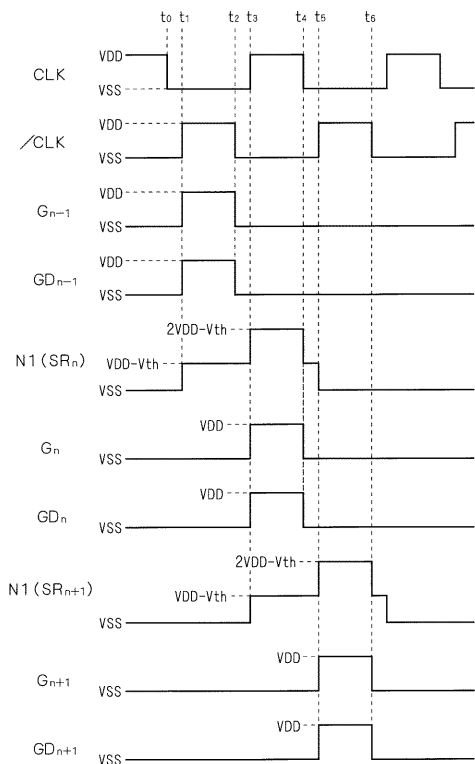 t0 t1 t2 t3 t4 t5 t6
VDD
CLK
VSS
VDD
/CLK
VSS
VDD
Gn-1
VSS
VDD
GDn-1
VSS
2VDD-Vth
N1(SRn)
VDD-Vth
VSS
VDD
Gn
VSS
VDD
GDn
VSS
2VDD-Vth
N1(SRn+1)
VDD-Vth
VSS
VDD
Gn+1
VSS
VDD
GDn+1
VSS